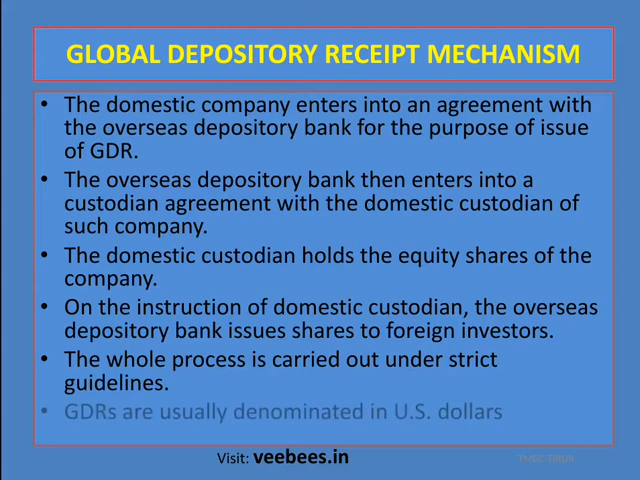 GLOBAL DEPOSITORY RECEIPT MECHANISM
• The domestic company enters into an agreement with
the overseas depository bank for the purpose of issue
of GDR.
• The overseas depository bank then enters into a
custodian agreement with the domestic custodian of
such company.
• The domestic custodian holds the equity shares of the
company.
• On the instruction of domestic custodian, the overseas
depository bank issues shares to foreign investors.
• The whole process is carried out under strict
guidelines.
• GDRs are usually denominated in U.S. dollars
Visit: veebees.in
TMGC TIRUR